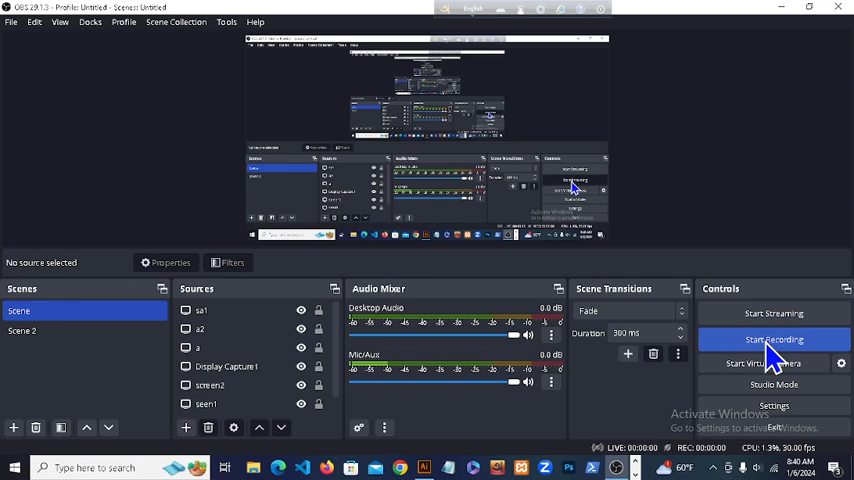 OBS 29.1.3 - Profile: Untitled - Scenes: Untitled
English
File Edit View Docks Profile Scene Collection Tools Help
No source selected
Properties
Filters
Scenes
Scene
Scene 2
Sources
sa1
a2
a
Display Capture1
screen2
seen1
Audio Mixer
Desktop Audio 0.0 dB
-60 -55 -50 -45 -40 -35 -30 -25 -20 -15 -10 -5 0
Mic/Aux 0.0 dB
-60 -55 -50 -45 -40 -35 -30 -25 -20 -15 -10 -5 0
Scene Transitions
Fade
Duration 300 ms
Controls
Start Streaming
Start Recording
Start Virtual Camera
Studio Mode
Settings
Exit
Activate Windows
Go to Settings to activate Windows.
LIVE: 00:00:00 REC: 00:00:00 CPU: 1.3%, 30.00 fps
Type here to search
60°F
8:40 AM
1/6/2024
3